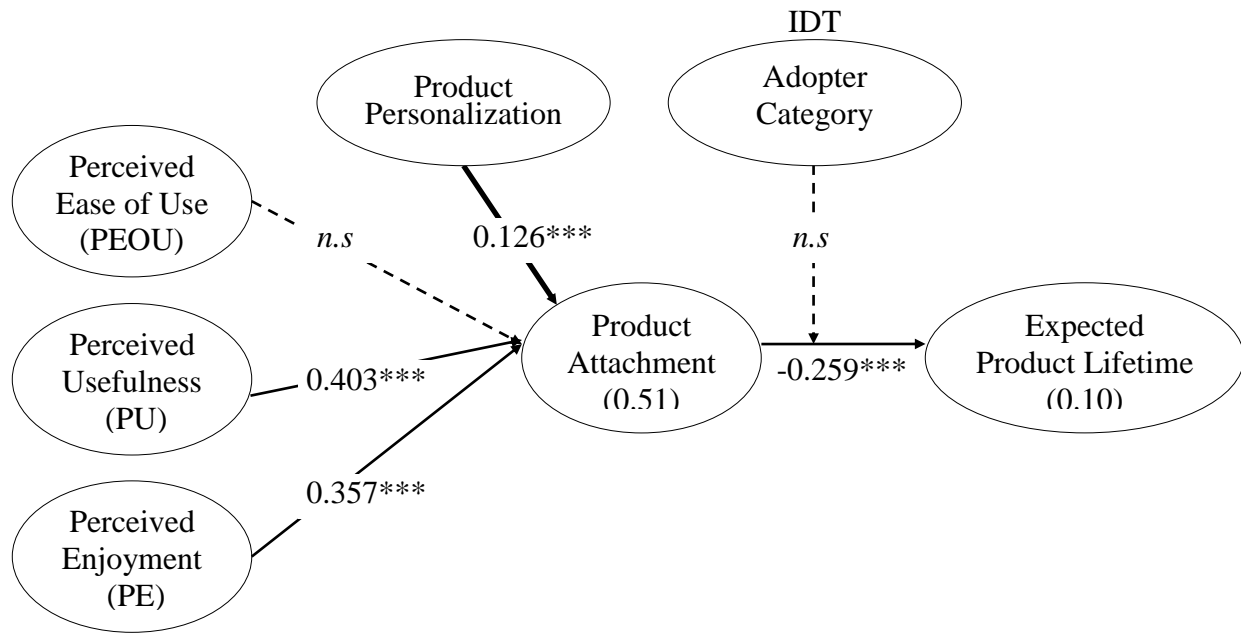 IDT
Product
Personalization
Adopter
Category
Perceived
Ease of Use
(PEOU)
n.s
0.126***
n.s
Perceived
Usefulness
(PU)
0.403***
Product
Attachment
(0.51)
-0.259***
Expected
Product Lifetime
(0.10)
0.357***
Perceived
Enjoyment
(PE)